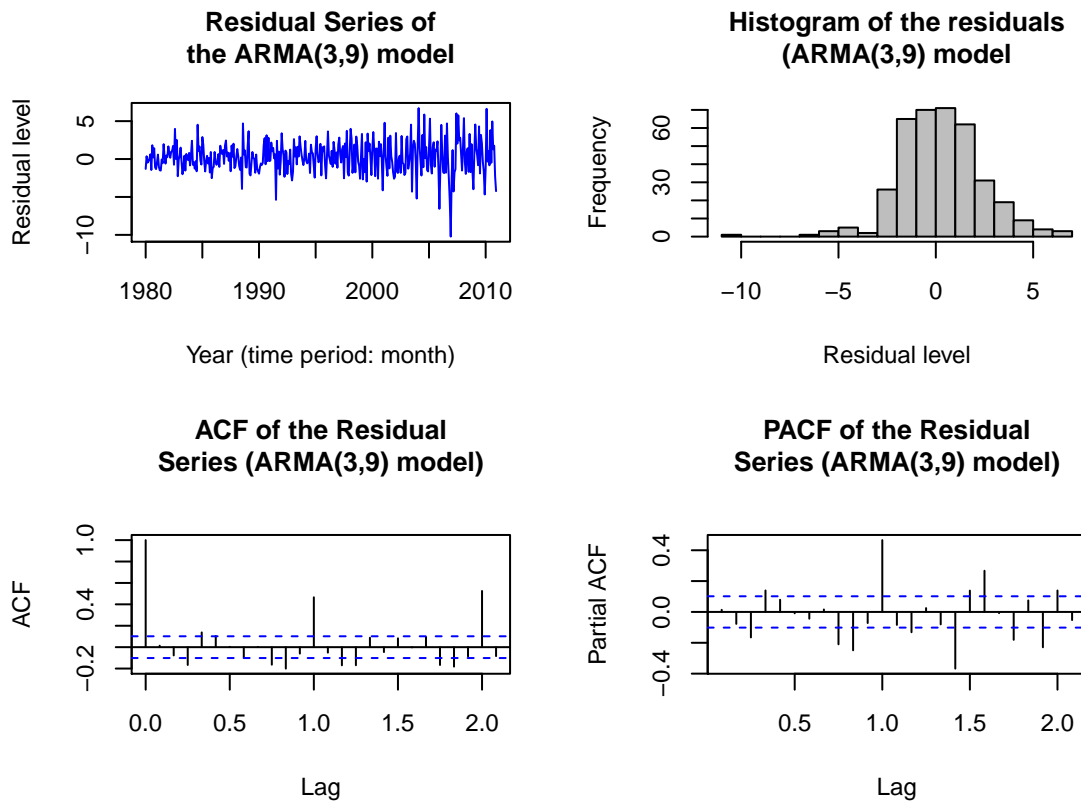 Residual Series of
the ARMA(3,9) model
Residual level
5
0
−10
1980
1990
2000
2010
Year (time period: month)
Histogram of the residuals
(ARMA(3,9) model
Frequency
60
30
0
−10
−5
0
5
Residual level
ACF of the Residual
Series (ARMA(3,9) model)
ACF
1.0
0.4
−0.2
0.0
0.5
1.0
1.5
2.0
Lag
PACF of the Residual
Series (ARMA(3,9) model)
Partial ACF
0.4
0.0
−0.4
0.5
1.0
1.5
2.0
Lag